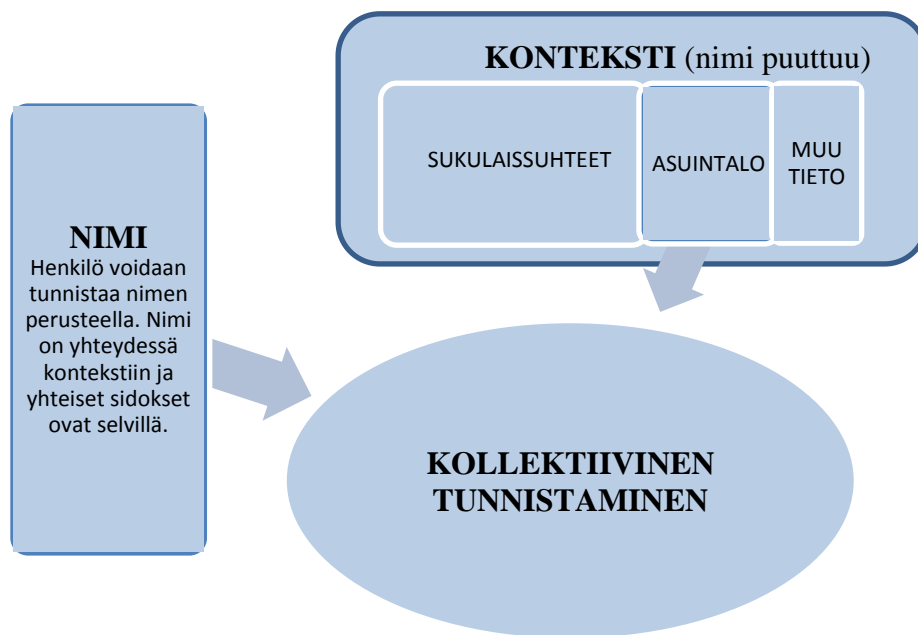 KONTEKSTI (nimi puuttuu)
SUKULAISSUHTEET
ASUINTALO
MUU
TIETO
NIMI
Henkilö voidaan
tunnistaa nimen
perusteella. Nimi
on yhteydessä
kontekstiin ja
yhteiset sidokset
ovat selvillä.
KOLLEKTIIVINEN
TUNNISTAMINEN